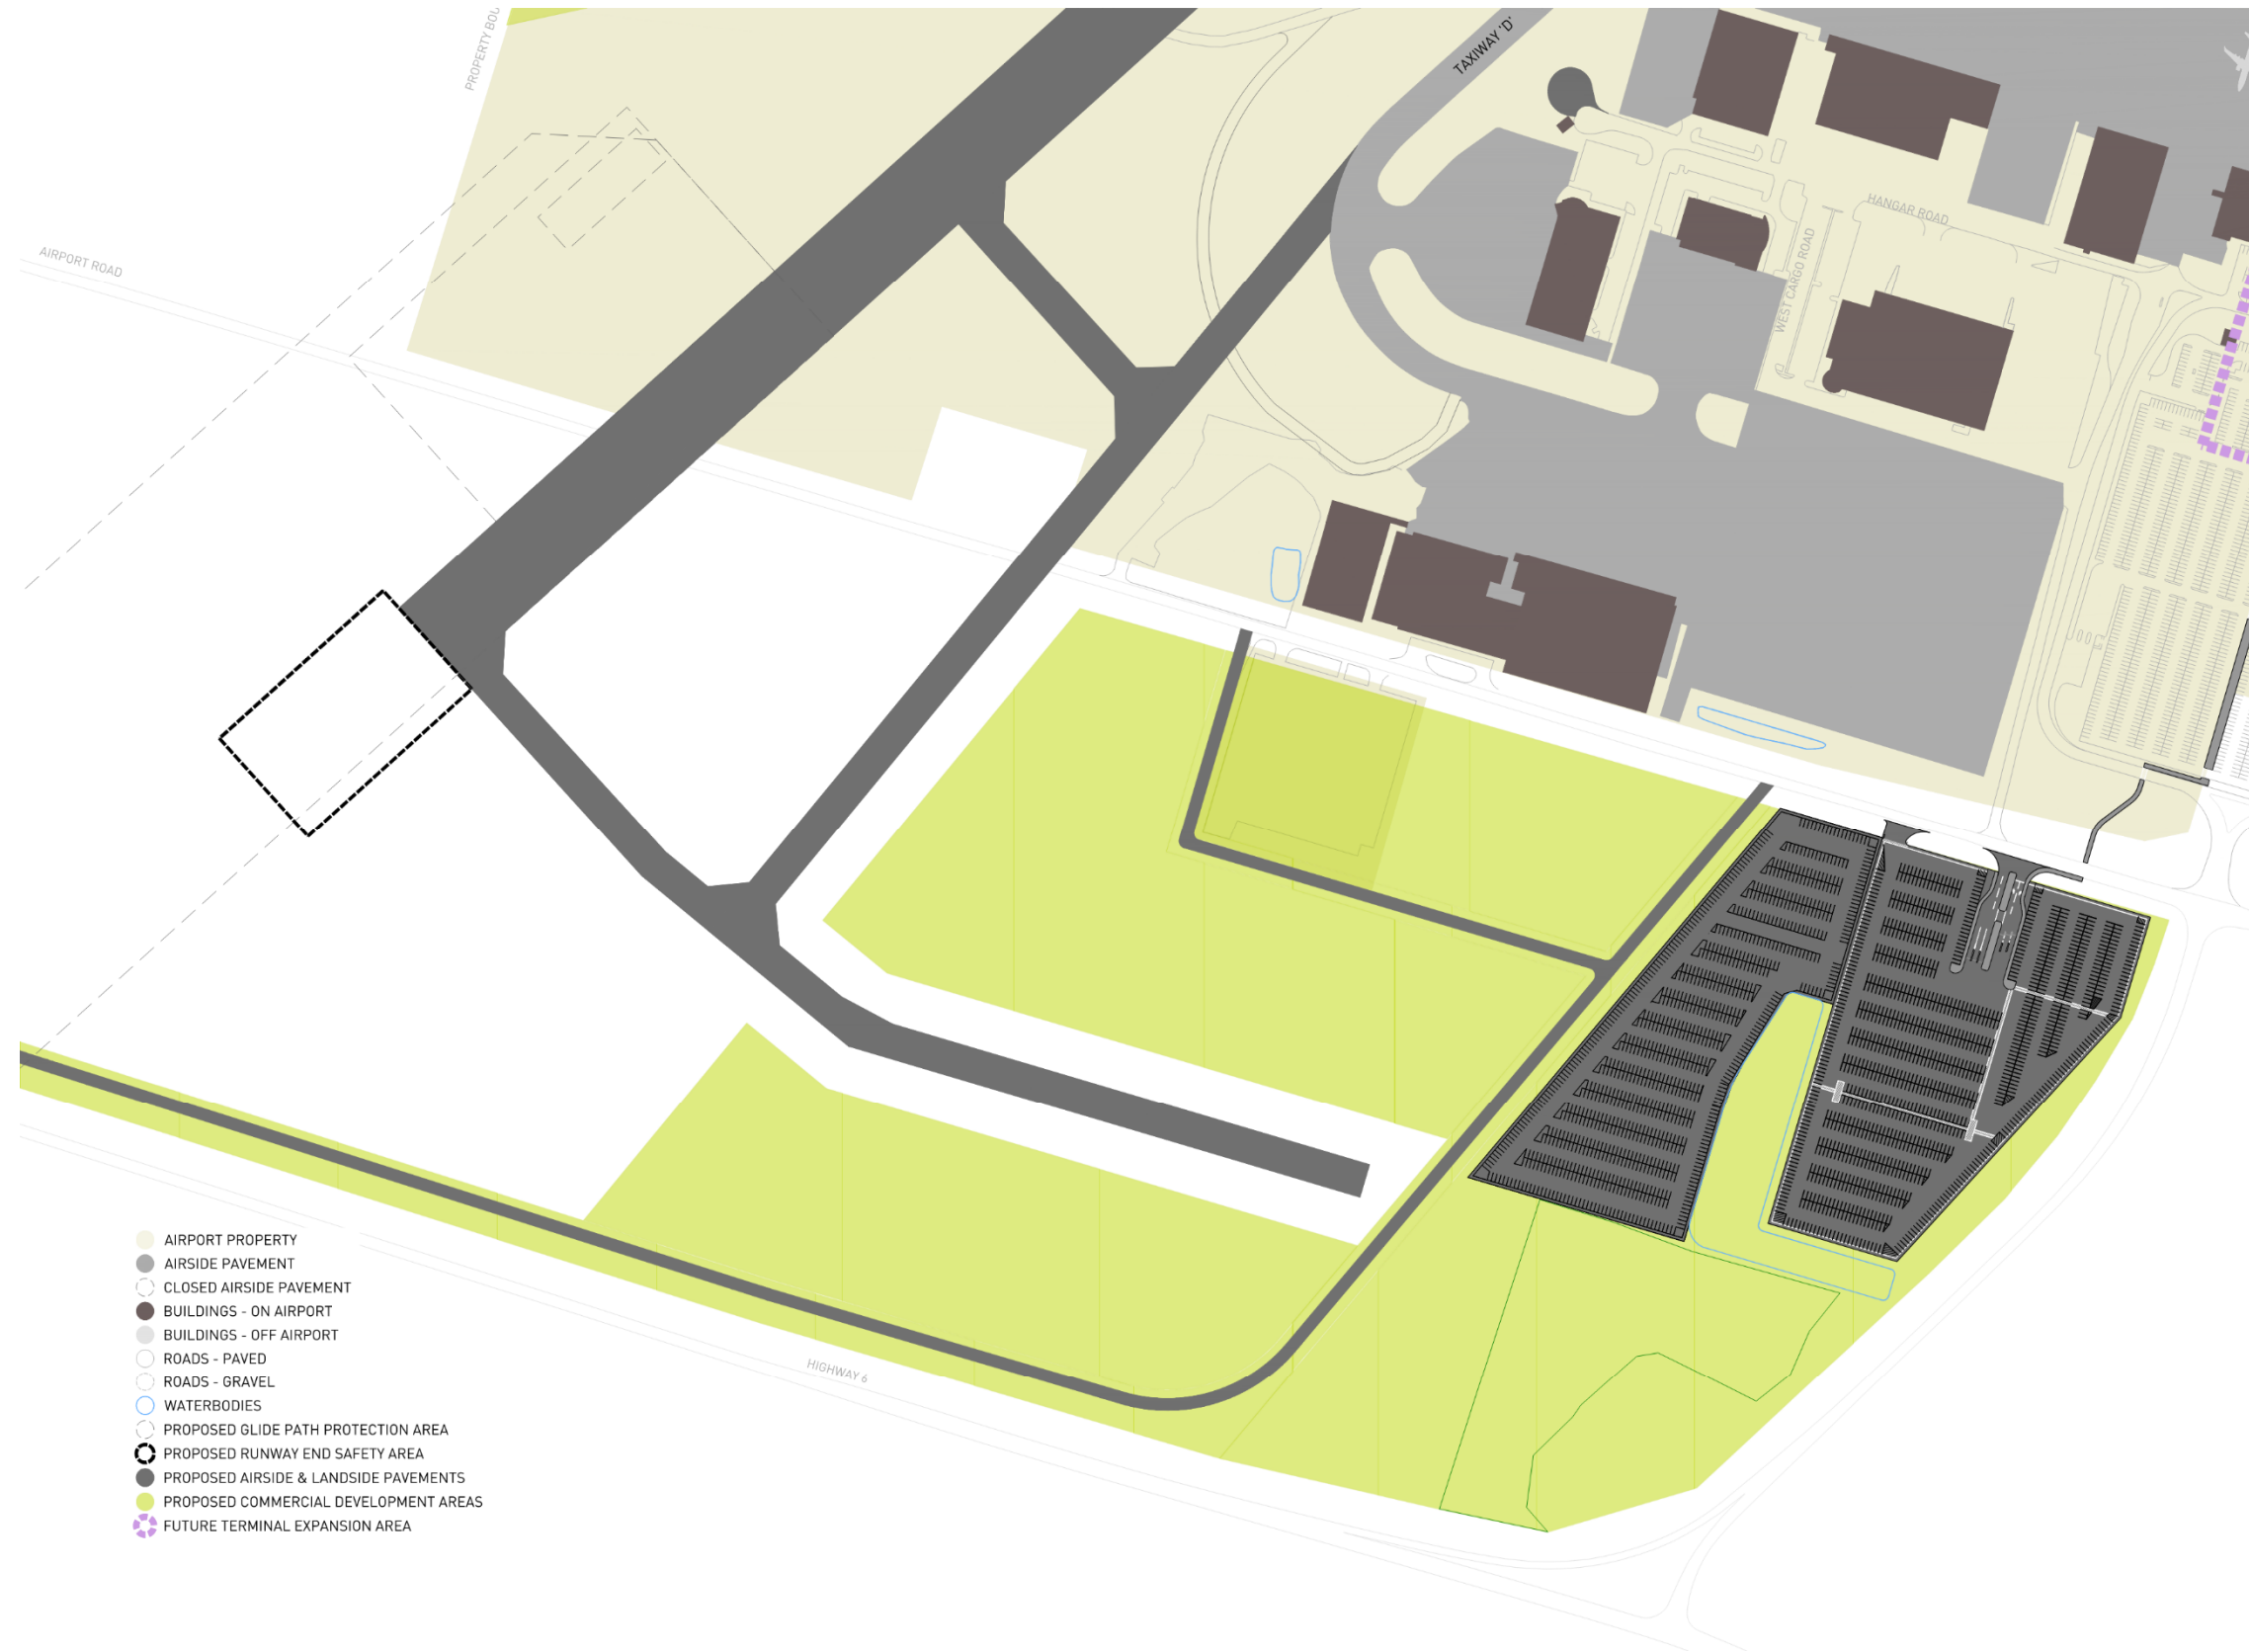 PROPERTY BOU
TAXIWAY 'D'
AIRPORT ROAD
HANGAR ROAD
WEST CARGO ROAD
HIGHWAY 6
AIRPORT PROPERTY
AIRSIDE PAVEMENT
CLOSED AIRSIDE PAVEMENT
BUILDINGS - ON AIRPORT
BUILDINGS - OFF AIRPORT
ROADS - PAVED
ROADS - GRAVEL
WATERBODIES
PROPOSED GLIDE PATH PROTECTION AREA
PROPOSED RUNWAY END SAFETY AREA
PROPOSED AIRSIDE & LANDSIDE PAVEMENTS
PROPOSED COMMERCIAL DEVELOPMENT AREAS
FUTURE TERMINAL EXPANSION AREA